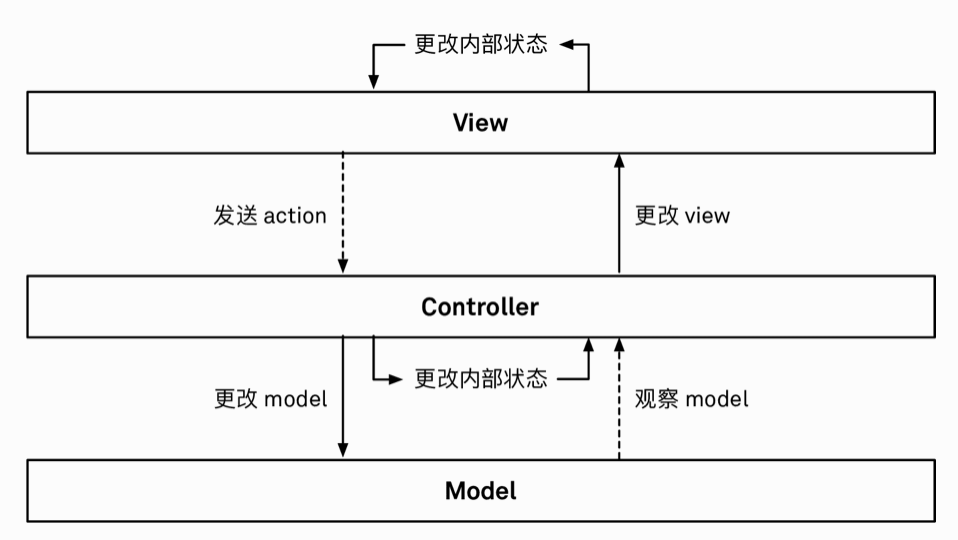 更改内部状态
View
发送 action
更改 view
Controller
更改内部状态
更改 model
观察 model
Model